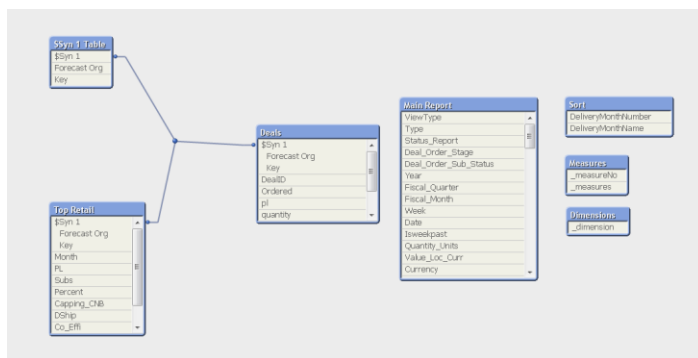 $Syn 1 Table
$Syn 1
Forecast Org
Key
Top Retail
$Syn 1
Forecast Org
Key
Month
PL
Subs
Percent
Capping_CNB
DShip
Co_Effi
Deals
$Syn 1
Forecast Org
Key
DealID
Ordered
pl
quantity
Main Report
ViewType
Type
Status_Report
Deal_Order_Stage
Deal_Order_Sub_Status
Year
Fiscal_Quarter
Fiscal_Month
Week
Date
Isweekpast
Quantity_Units
Value_Loc_Curr
Currency
Sort
DeliveryMonthNumber
DeliveryMonthName
Measures
_measureNo
_measures
Dimensions
_dimension